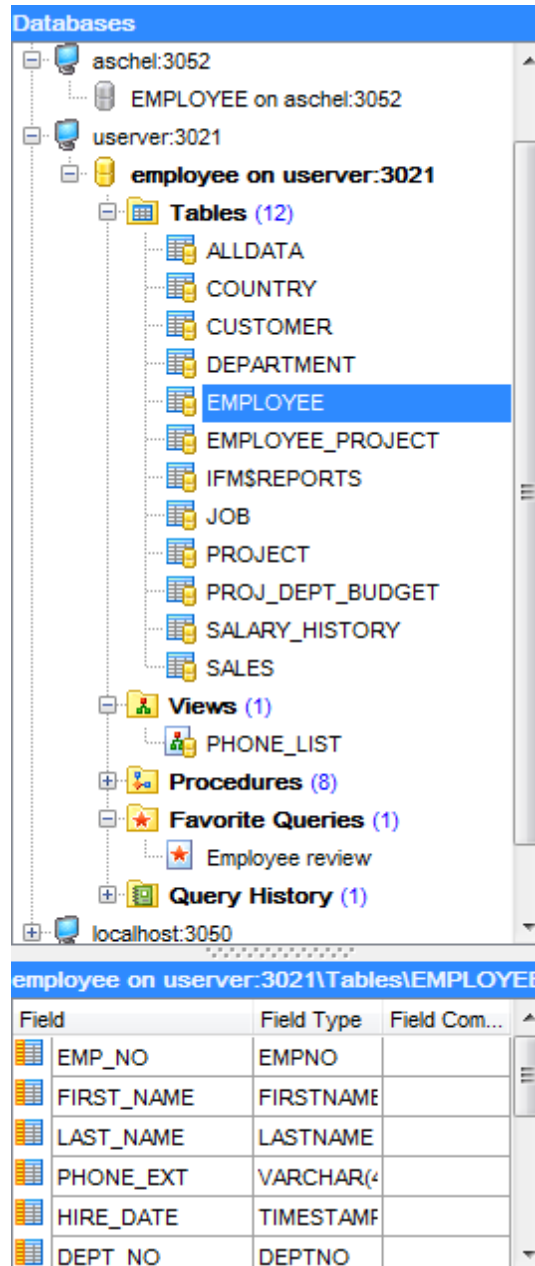 Databases
aschel:3052
EMPLOYEE on aschel:3052
userver:3021
employee on userver:3021
Tables (12)
ALLDATA
COUNTRY
CUSTOMER
DEPARTMENT
EMPLOYEE
EMPLOYEE_PROJECT
IFM$REPORTS
JOB
PROJECT
PROJ_DEPT_BUDGET
SALARY_HISTORY
SALES
Views (1)
PHONE_LIST
Procedures (8)
Favorite Queries (1)
Employee review
Query History (1)
localhost:3050
employee on userver:3021\Tables\EMPLOYEE
Field Field Type Field Com...
EMP_NO EMPNO
FIRST_NAME FIRSTNAME
LAST_NAME LASTNAME
PHONE_EXT VARCHAR(4
HIRE_DATE TIMESTAMP
DEPT_NO DEPTNO